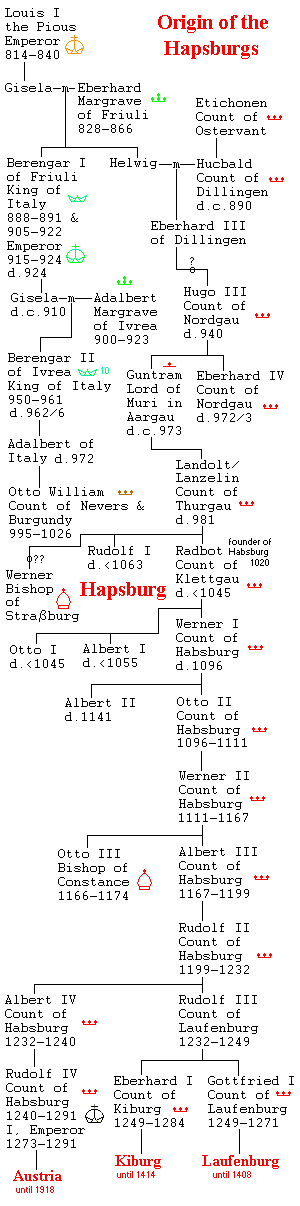 Origin of the
Hapsburgs
Louis I
the Pious
Emperor
814-840
Gisela-m-Eberhard
Margrave
of Friuli
828-866
Etichonen
Count of
Ostervant
Berengar I
of Friuli
King of
Italy
888-891 &
905-922
Emperor
915-924
d.924
Helwig-m-Hucbald
Count of
Dillingen
d.c.890
Eberhard III
of Dillingen
?
Gisela-m-Adalbert
d.c.910
Margrave
of Ivrea
900-923
Hugo III
Count of
Nordgau
d.940
Berengar II
of Ivrea 10
King of Italy
950-961
d.962/6
Guntram
Lord of
Muri in
Aargau
d.c.973
Eberhard IV
Count of
Nordgau
d.972/3
Adalbert of
Italy d.972
Otto William
Count of Nevers &
Burgundy
995-1026
Landolt/
Lanzelin
Count of
Thurgau
d.981
??
Werner
Bishop
of
Straßburg
Rudolf I
d.<1063
Radbot
Count of
Klettgau
d.<1045
founder of
Habsburg
1020
Hapsburg
Otto I
d.<1045
Albert I
d.<1055
Werner I
Count of
Habsburg
d.1096
Albert II
d.1141
Otto II
Count of
Habsburg
1096-1111
Werner II
Count of
Habsburg
1111-1167
Otto III
Bishop of
Constance
1166-1174
Albert III
Count of
Habsburg
1167-1199
Rudolf II
Count of
Habsburg
1199-1232
Albert IV
Count of
Habsburg
1232-1240
Rudolf III
Count of
Laufenburg
1232-1249
Rudolf IV
Count of
Habsburg
1240-1291
I, Emperor
1273-1291
Eberhard I
Count of
Kiburg
1249-1284
Gottfried I
Count of
Laufenburg
1249-1271
Austria
until 1918
Kiburg
until 1414
Laufenburg
until 1408